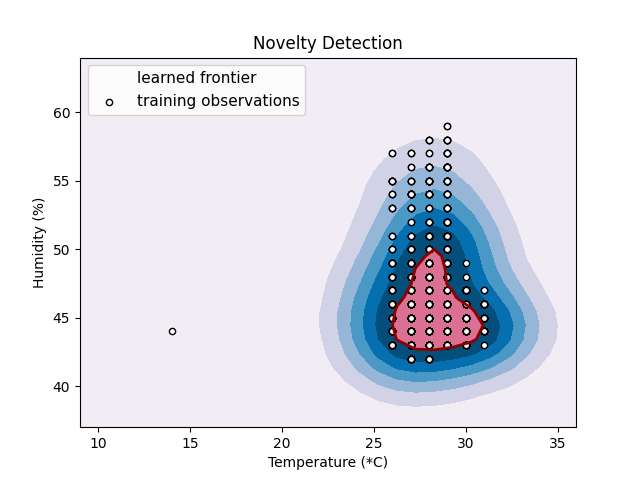 Novelty Detection
learned frontier
training observations
60
55
50
45
40
Humidity (%)
10
15
20
25
30
35
Temperature (*C)